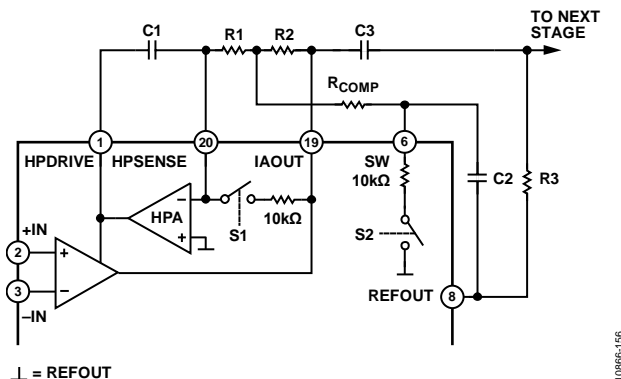 TO NEXT
STAGE
C1
R1
R2
C3
RCOMP
1
20
19
6
HPDRIVE
HPSENSE
IAOUT
SW
10kΩ
C2
R3
HPA
–
+
S1
10kΩ
S2
+IN
2
+
3
–
–IN
REFOUT
8
⊥ = REFOUT
10866-156